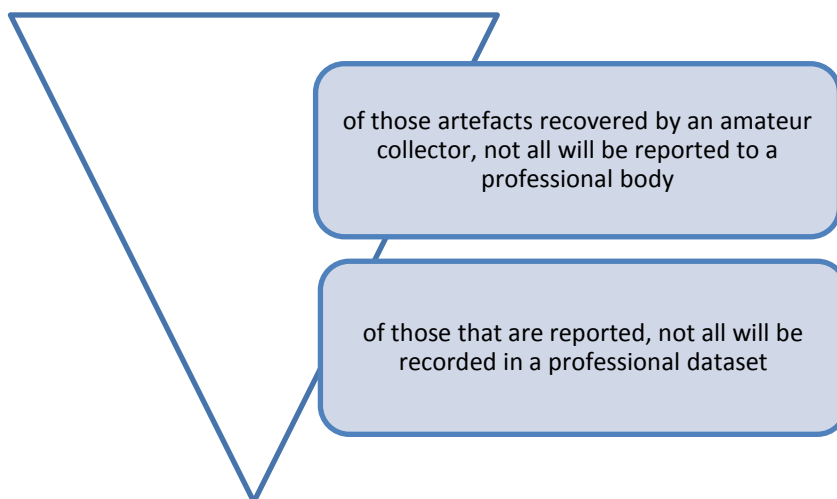 of those artefacts recovered by an amateur
collector, not all will be reported to a
professional body
of those that are reported, not all will be
recorded in a professional dataset